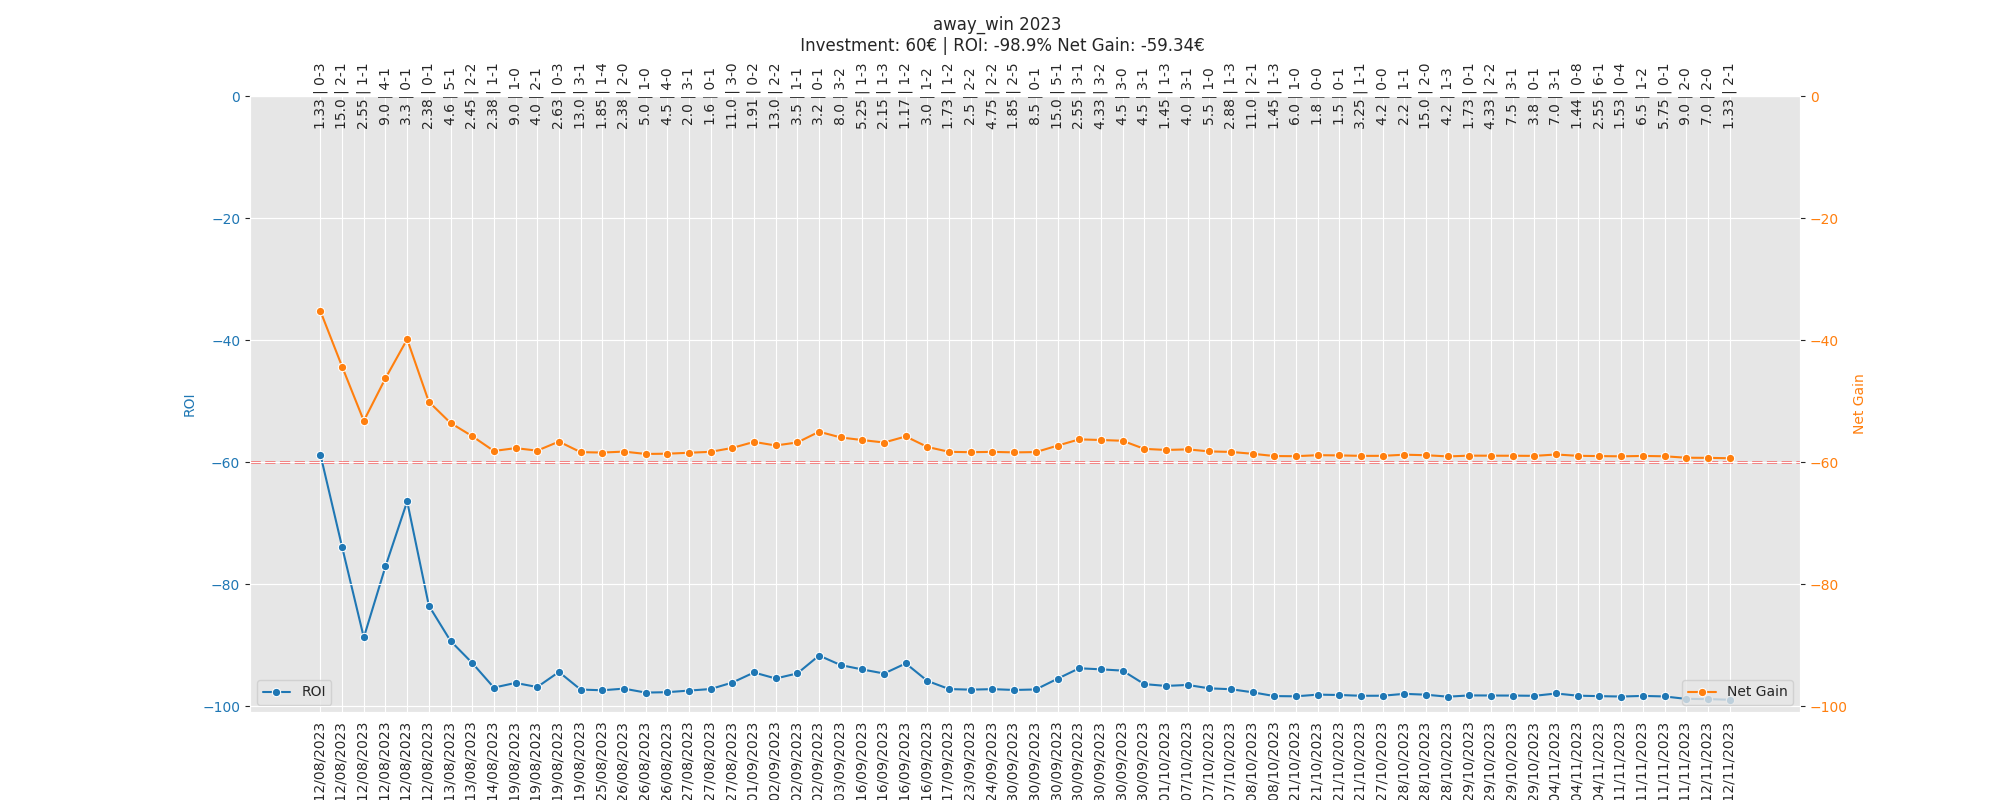 away_win 2023
Investment: 60€ | ROI: -98.9% Net Gain: -59.34€
1.33 | 0-3
15.0 | 2-1
2.55 | 1-1
9.0 | 4-1
3.3 | 0-1
2.38 | 0-1
4.6 | 5-1
2.45 | 2-2
2.38 | 1-1
9.0 | 1-0
4.0 | 2-1
2.63 | 0-3
13.0 | 3-1
1.85 | 1-4
2.38 | 2-0
5.0 | 1-0
4.5 | 4-0
2.0 | 3-1
1.6 | 0-1
11.0 | 3-0
1.91 | 0-2
13.0 | 2-2
3.5 | 1-1
3.2 | 0-1
8.0 | 3-2
5.25 | 1-3
2.15 | 1-3
1.17 | 1-2
3.0 | 1-2
1.73 | 1-2
2.5 | 2-2
4.75 | 2-2
1.85 | 2-5
8.5 | 0-1
15.0 | 5-1
2.55 | 3-1
4.33 | 3-2
4.5 | 3-0
4.5 | 3-1
1.45 | 1-3
4.0 | 3-1
5.5 | 1-0
2.88 | 1-3
11.0 | 2-1
1.45 | 1-3
6.0 | 1-0
1.8 | 0-0
1.5 | 0-1
3.25 | 1-1
4.2 | 0-0
2.2 | 1-1
15.0 | 2-0
4.2 | 1-3
1.73 | 0-1
4.33 | 2-2
7.5 | 3-1
3.8 | 0-1
7.0 | 3-1
1.44 | 0-8
2.55 | 6-1
1.53 | 0-4
6.5 | 1-2
5.75 | 0-1
9.0 | 2-0
7.0 | 2-0
1.33 | 2-1
0
−20
−40
−60
−80
−100
ROI
0
−20
−40
−60
−80
−100
Net Gain
ROI
Net Gain
12/08/2023
12/08/2023
12/08/2023
12/08/2023
12/08/2023
12/08/2023
13/08/2023
13/08/2023
14/08/2023
19/08/2023
19/08/2023
19/08/2023
19/08/2023
25/08/2023
26/08/2023
26/08/2023
26/08/2023
27/08/2023
27/08/2023
27/08/2023
01/09/2023
02/09/2023
02/09/2023
02/09/2023
03/09/2023
16/09/2023
16/09/2023
16/09/2023
17/09/2023
17/09/2023
23/09/2023
24/09/2023
30/09/2023
30/09/2023
30/09/2023
30/09/2023
30/09/2023
30/09/2023
30/09/2023
01/10/2023
07/10/2023
07/10/2023
07/10/2023
08/10/2023
08/10/2023
21/10/2023
21/10/2023
21/10/2023
21/10/2023
27/10/2023
28/10/2023
28/10/2023
28/10/2023
29/10/2023
29/10/2023
29/10/2023
29/10/2023
04/11/2023
04/11/2023
04/11/2023
11/11/2023
11/11/2023
11/11/2023
12/11/2023
12/11/2023
12/11/2023